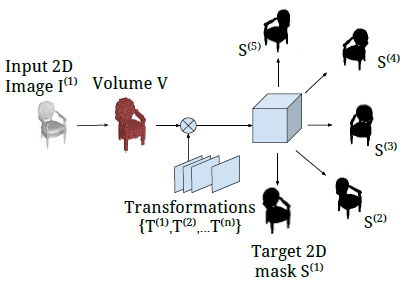 S(5)
S(4)
Input 2D
Image I(1)
Volume V
S(3)
Transformations
{T(1),T(2),...T(n)}
S(2)
Target 2D
mask S(1)